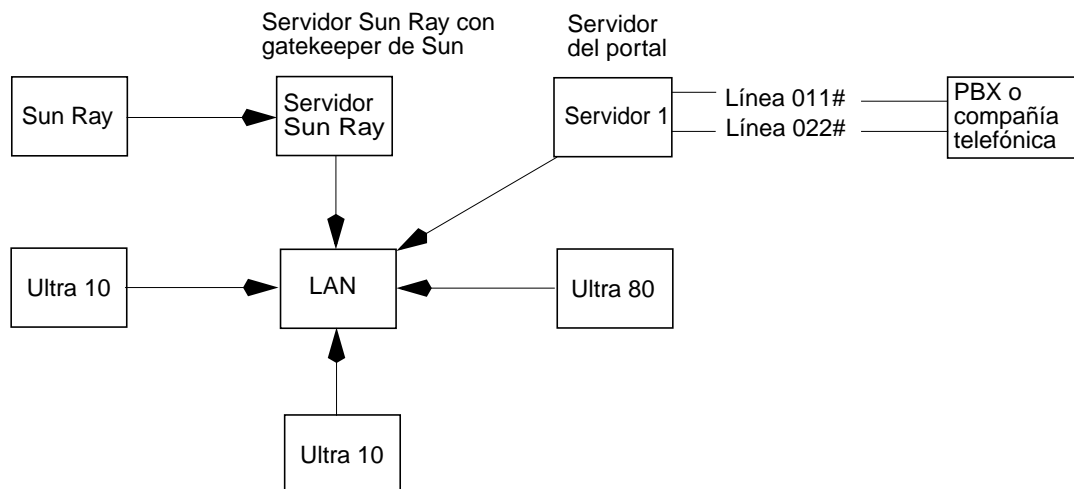 Servidor Sun Ray con
gatekeeper de Sun
Servidor
del portal
Sun Ray
Servidor
Sun Ray
Servidor 1
Línea 011#
Línea 022#
PBX o
compañía
telefónica
Ultra 10
LAN
Ultra 80
Ultra 10